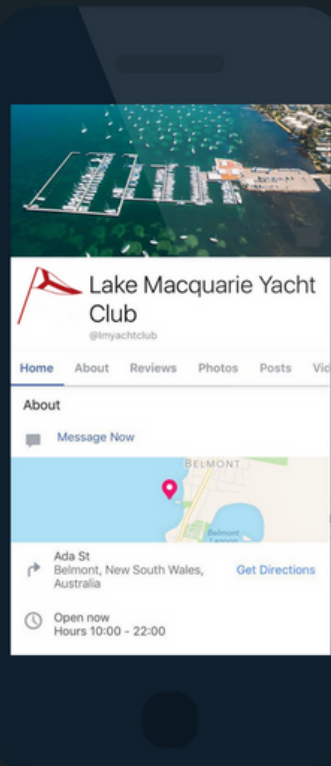 Lake Macquarie Yacht
Club
@lmyachtclub
Home About Reviews Photos Posts Vid
About
Message Now
BELMONT
Belmont
Lagoon
Ada St
Belmont, New South Wales,
Australia
Get Directions
Open now
Hours 10:00 - 22:00